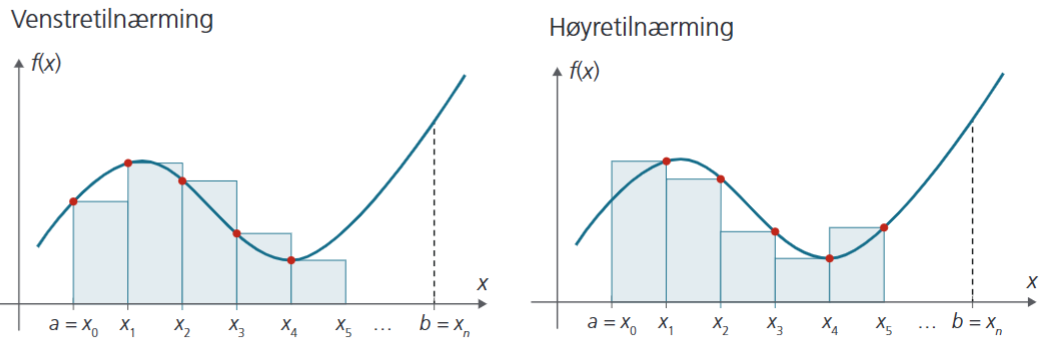 Venstretilnærming
f(x)
x
a = x₀ x₁ x₂ x₃ x₄ x₅ … b = xₙ
Høyretilnærming
f(x)
x
a = x₀ x₁ x₂ x₃ x₄ x₅ … b = xₙ